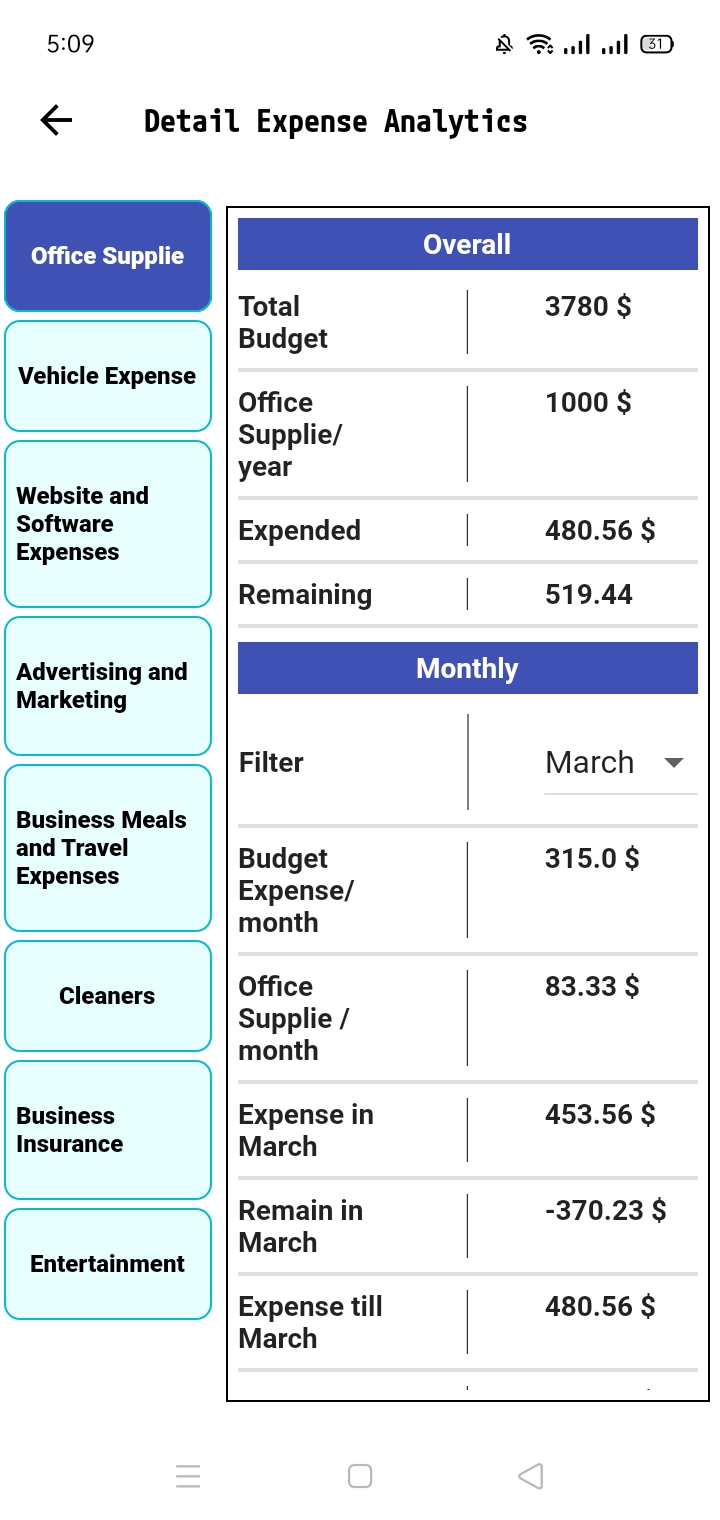 5:09
31
Detail Expense Analytics
Office Supplie
Vehicle Expense
Website and
Software
Expenses
Advertising and
Marketing
Business Meals
and Travel
Expenses
Cleaners
Business
Insurance
Entertainment
Overall
Total
Budget
3780 $
Office
Supplie/
year
1000 $
Expended
480.56 $
Remaining
519.44
Monthly
Filter
March
Budget
Expense/
month
315.0 $
Office
Supplie /
month
83.33 $
Expense in
March
453.56 $
Remain in
March
-370.23 $
Expense till
March
480.56 $